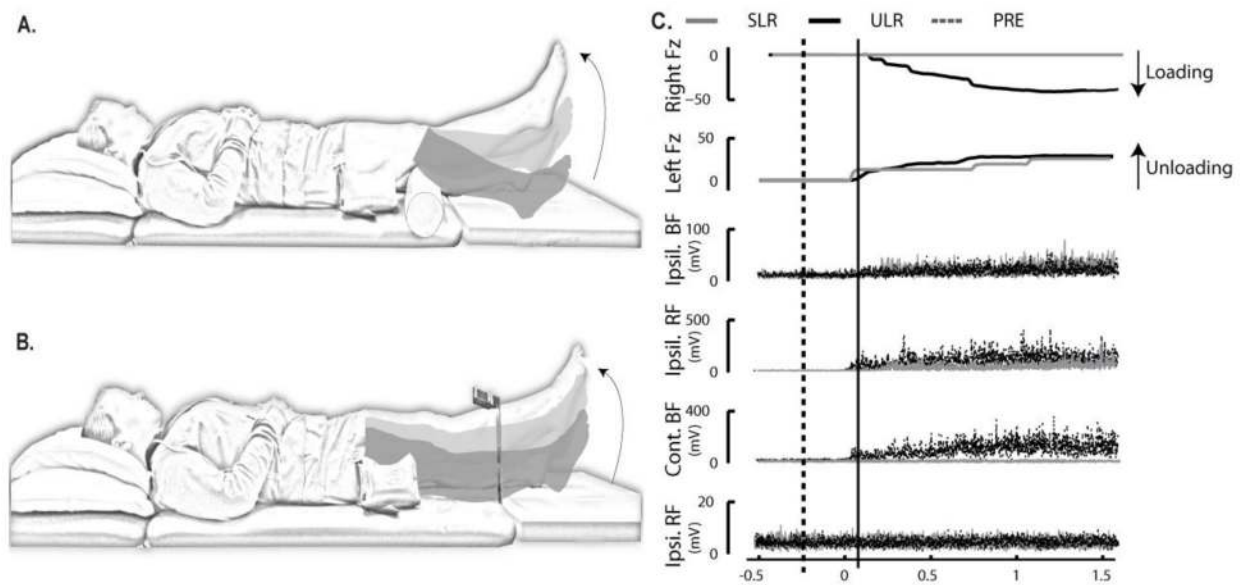 A.
B.
C. SLR ULR PRE
Right Fz
0
−50
Loading
Left Fz
50
0
Unloading
Ipsil. BF
(mV)
100
0
Ipsil. RF
(mV)
500
0
Cont. BF
(mV)
400
0
Ipsi. RF
(mV)
20
0
-0.5 0 0.5 1 1.5